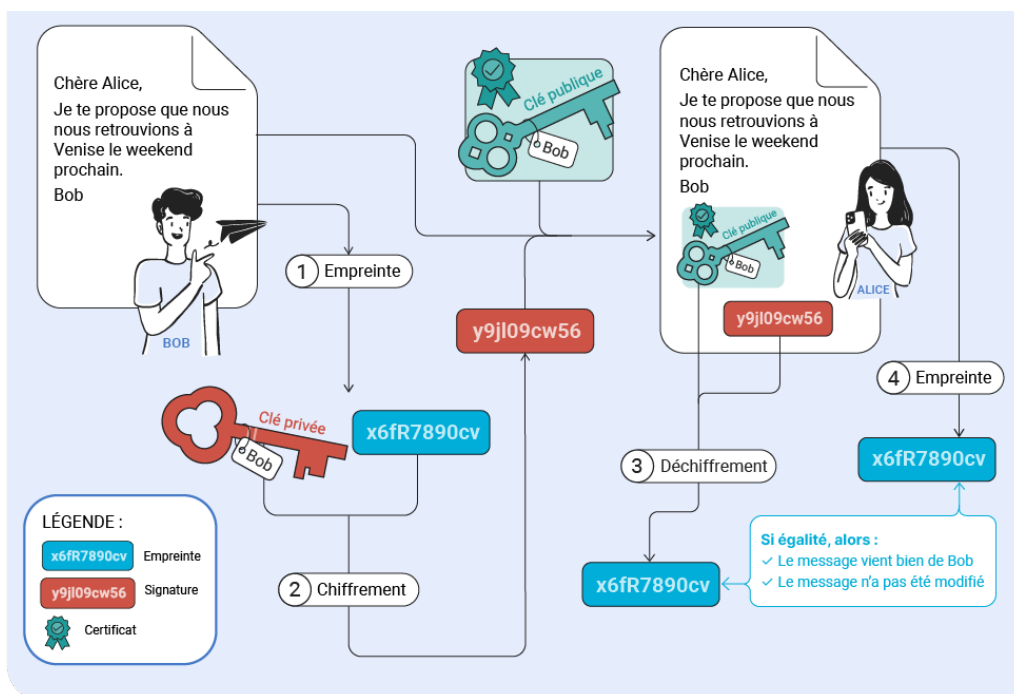 Chère Alice,
Je te propose que nous
nous retrouvions à
Venise le weekend
prochain.
Bob
BOB
Clé publique
Bob
Chère Alice,
Je te propose que nous
nous retrouvions à
Venise le weekend
prochain.
Bob
Clé publique
Bob
ALICE
y9jl09cw56
1 Empreinte
y9jl09cw56
Clé privée
Bob
x6fR7890cv
2 Chiffrement
3 Déchiffrement
x6fR7890cv
4 Empreinte
x6fR7890cv
Si égalité, alors :
✓ Le message vient bien de Bob
✓ Le message n'a pas été modifié
LÉGENDE :
x6fR7890cv Empreinte
y9jl09cw56 Signature
Certificat